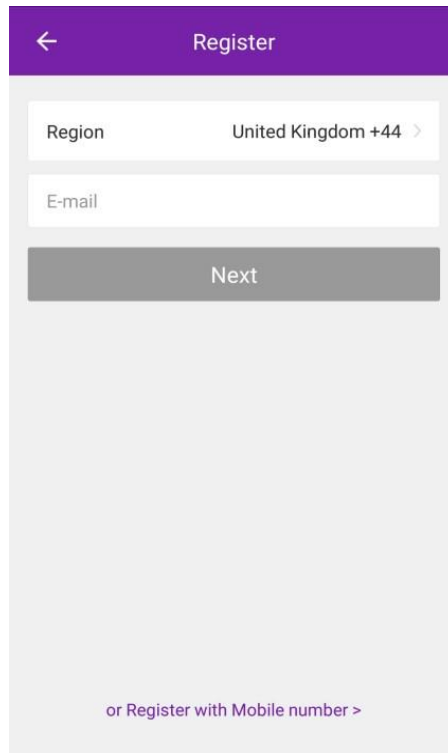 Register
Region United Kingdom +44 >
E-mail
Next
or Register with Mobile number >